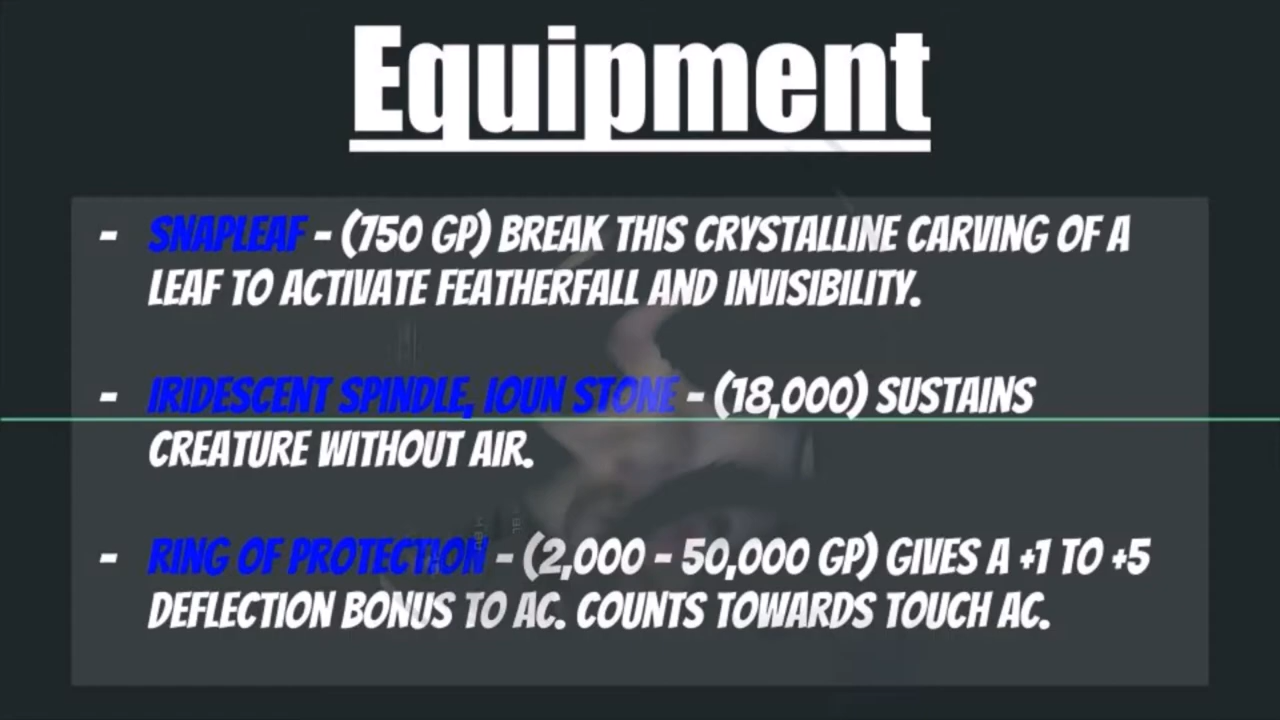 Equipment
- SNAPLEAF - (750 GP) BREAK THIS CRYSTALLINE CARVING OF A
LEAF TO ACTIVATE FEATHERFALL AND INVISIBILITY.
- IRIDESCENT SPINDLE, IOUN STONE - (18,000) SUSTAINS
CREATURE WITHOUT AIR.
- RING OF PROTECTION - (2,000 - 50,000 GP) GIVES A +1 TO +5
DEFLECTION BONUS TO AC. COUNTS TOWARDS TOUCH AC.